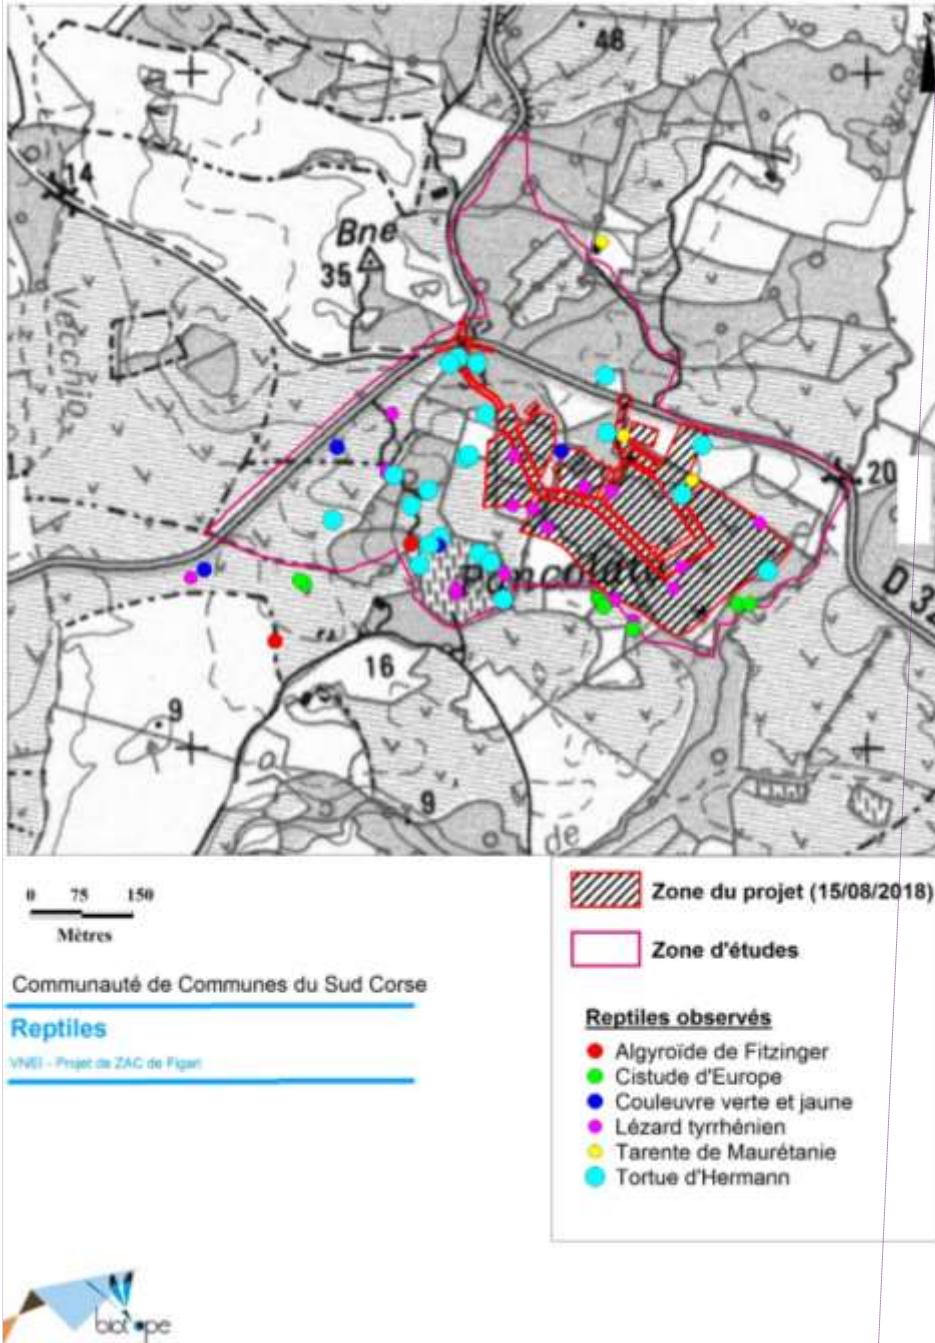 46
14
Bne
35
Vecchio
20
D 32
16
9
9
de
0 75 150
Mètres
Communauté de Communes du Sud Corse
Reptiles
VNEI - Projet de ZAC de Figari
Zone du projet (15/08/2018)
Zone d'études
Reptiles observés
Algyroïde de Fitzinger
Cistude d'Europe
Couleuvre verte et jaune
Lézard tyrrhénien
Tarente de Maurétanie
Tortue d'Hermann
biotope